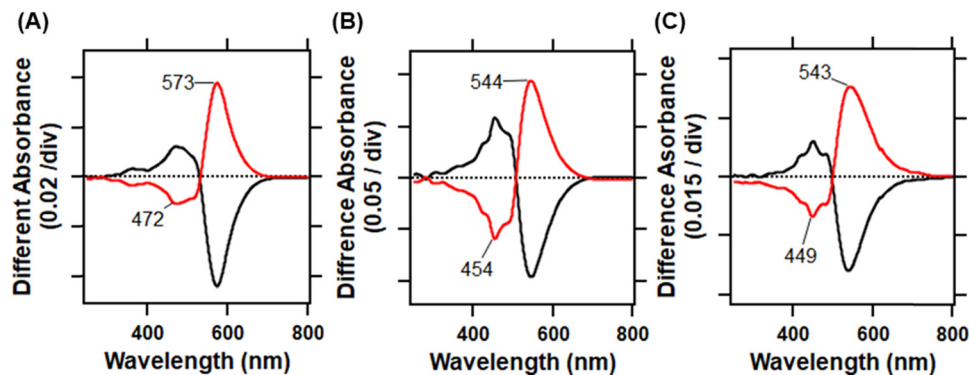 (A)
Different Absorbance
(0.02 /div)
573
472
400
600
800
Wavelength (nm)
(B)
Difference Absorbance
(0.05 / div)
544
454
400
600
800
Wavelength (nm)
(C)
Difference Absorbance
(0.015 / div)
543
449
400
600
800
Wavelength (nm)